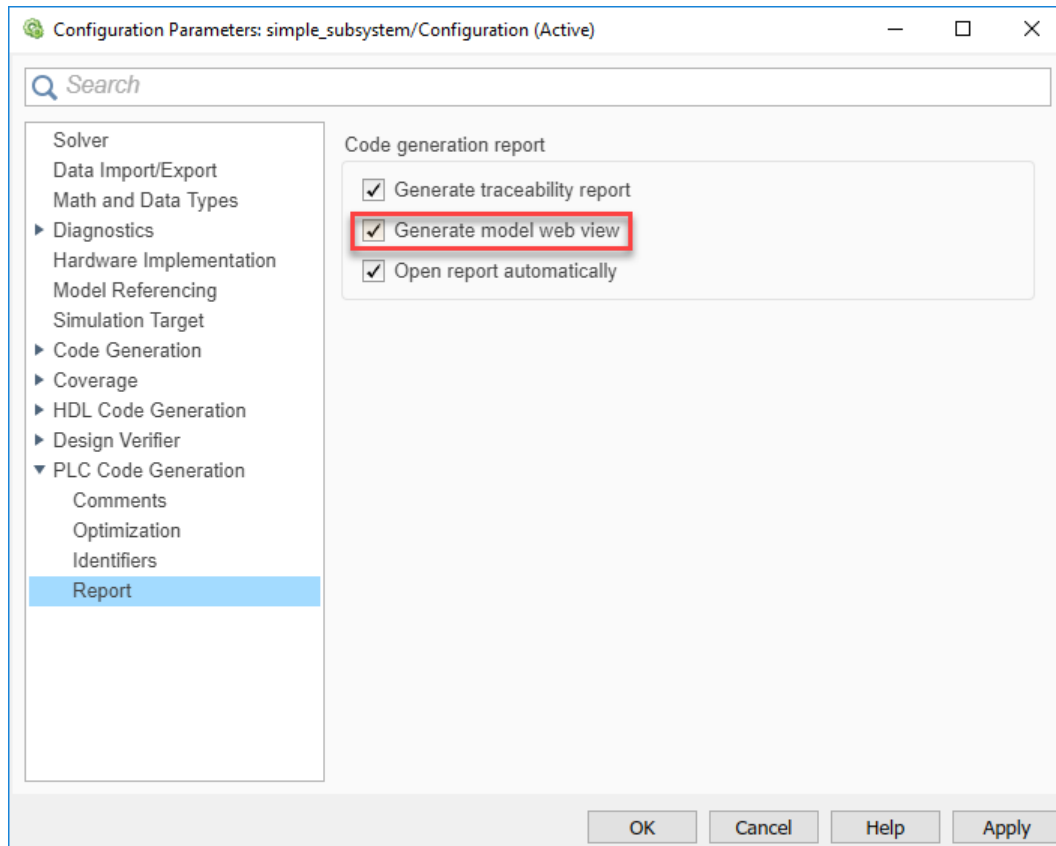 Configuration Parameters: simple_subsystem/Configuration (Active)
Search
Solver
Data Import/Export
Math and Data Types
Diagnostics
Hardware Implementation
Model Referencing
Simulation Target
Code Generation
Coverage
HDL Code Generation
Design Verifier
PLC Code Generation
Comments
Optimization
Identifiers
Report
Code generation report
Generate traceability report
Generate model web view
Open report automatically
OK
Cancel
Help
Apply